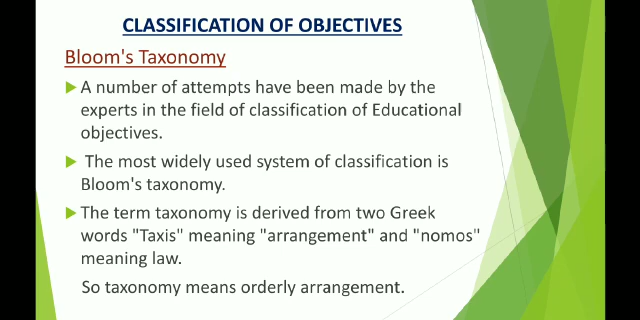 CLASSIFICATION OF OBJECTIVES
Bloom's Taxonomy
A number of attempts have been made by the
experts in the field of classification of Educational
objectives.
The most widely used system of classification is
Bloom's taxonomy.
The term taxonomy is derived from two Greek
words "Taxis" meaning "arrangement" and "nomos"
meaning law.
So taxonomy means orderly arrangement.